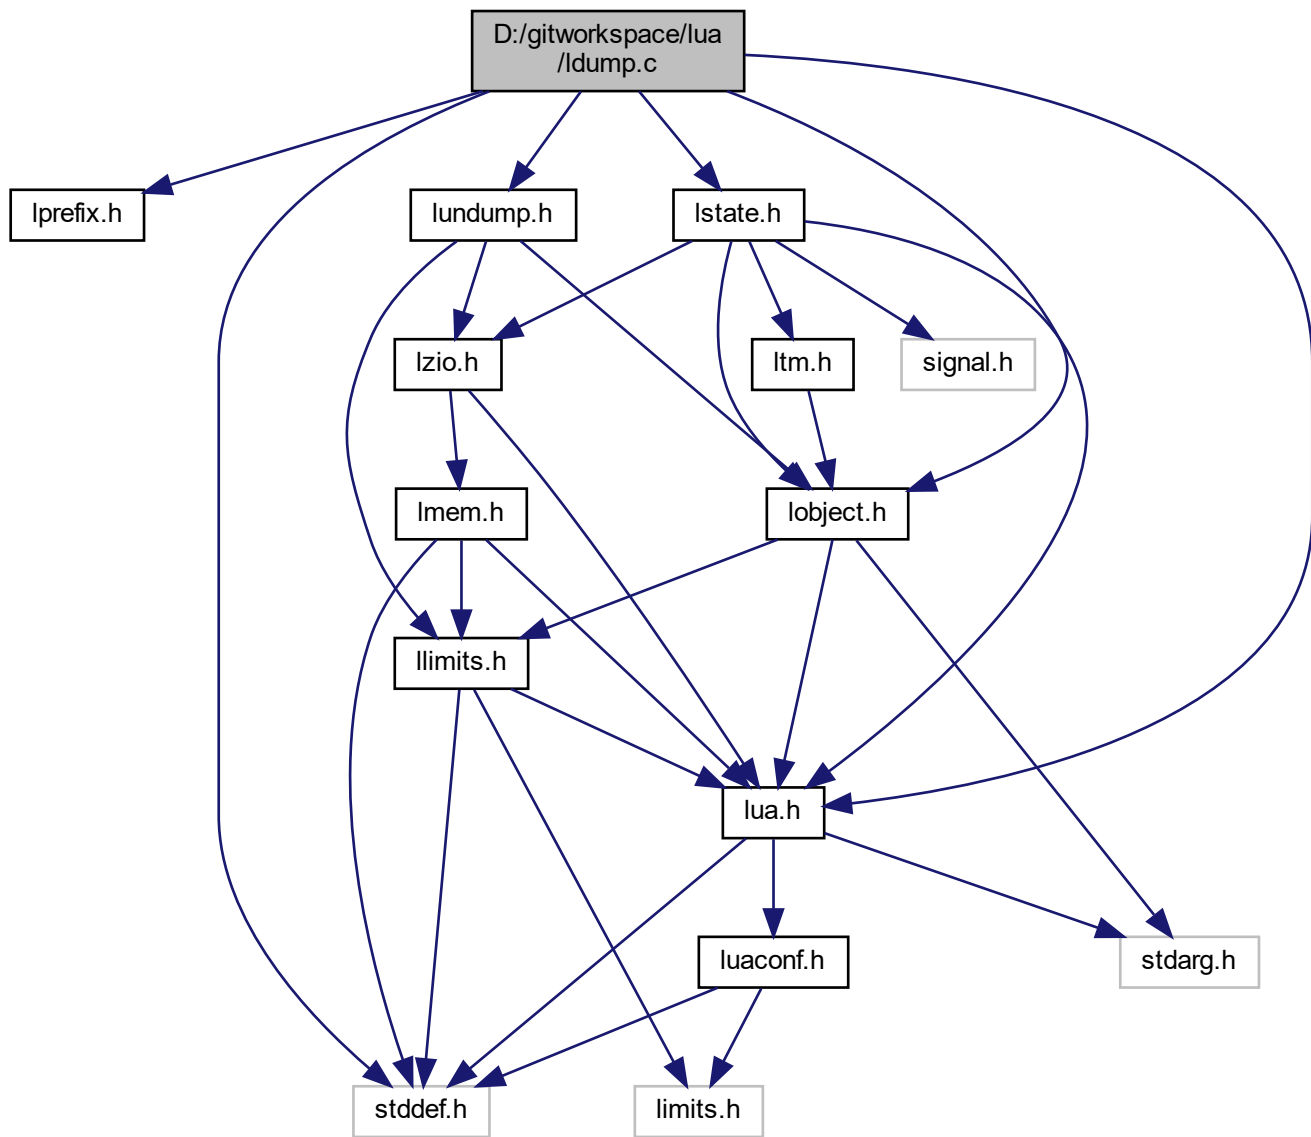 D:/gitworkspace/lua
/ldump.c
lprefix.h
lundump.h
lstate.h
lzio.h
ltm.h
signal.h
lmem.h
lobject.h
llimits.h
lua.h
luaconf.h
stdarg.h
stddef.h
limits.h